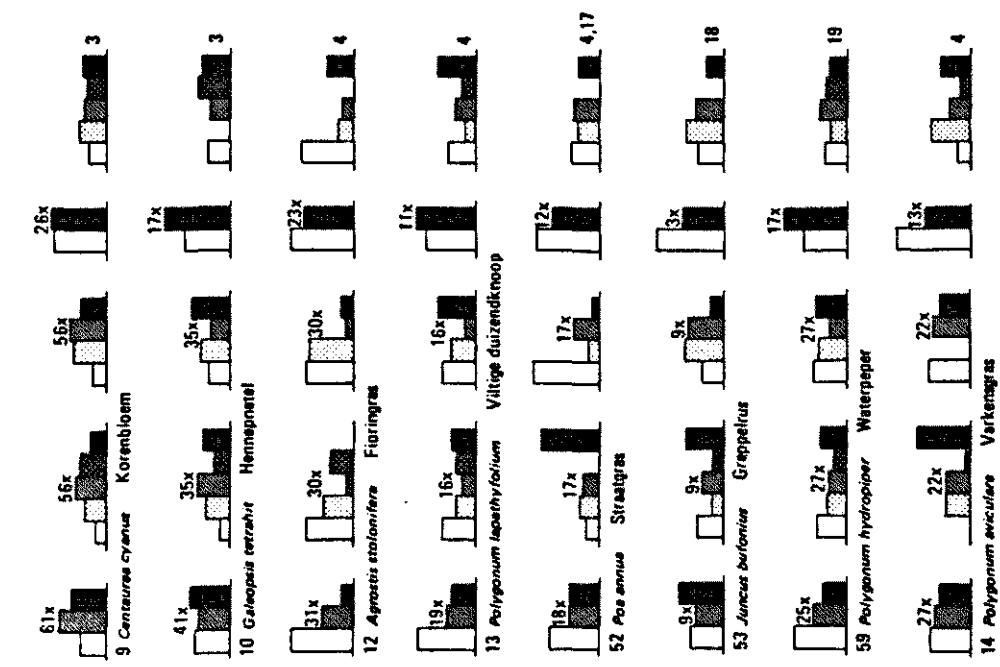 61x 56x 56x 26x 3
9 Centaurea cyanus Korenbloem
41x 35x 35x 17x 3
10 Galeopsis tetrahit Hennepnetel
31x 30x 30x 23x 4
12 Agrostis stolonifera Fioringras
19x 16x 16x 11x 4
13 Polygonum lapathyfolium Viltige duizendknoop
18x 17x 17x 12x 4,17
52 Poa annua Straatgras
9x 9x 9x 3x 18
53 Juncus bufonius Greppelrus
25x 27x 27x 17x 19
59 Polygonum hydropiper Waterpeper
27x 22x 22x 13x 4
14 Polygonum aviculare Varkensgras